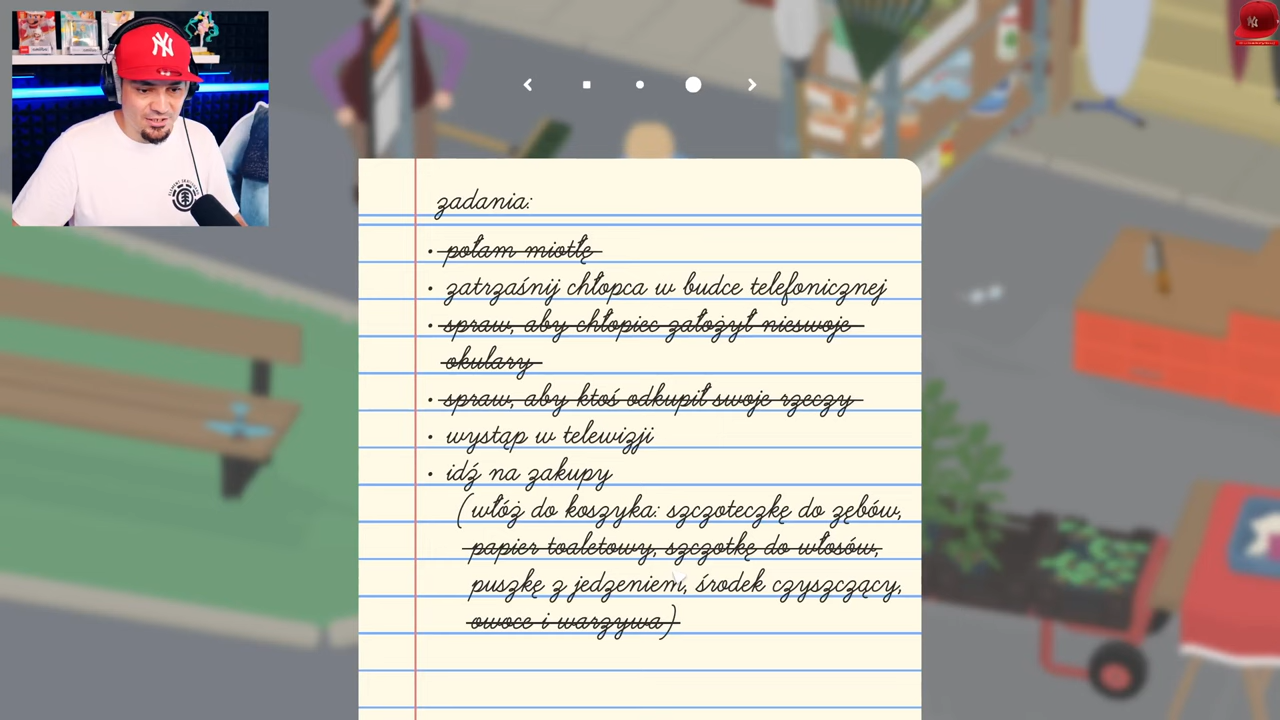 zadania:
• połam miotłę
• zatrzaśnij chłopca w budce telefonicznej
• spraw, aby chłopiec założył nieswoje
okulary
• spraw, aby ktoś odkupił swoje rzeczy
• wystąp w telewizji
• idź na zakupy
(włóż do koszyka: szczoteczkę do zębów,
papier toaletowy, szczotkę do włosów,
puszkę z jedzeniem, środek czyszczący,
owoce i warzywa)